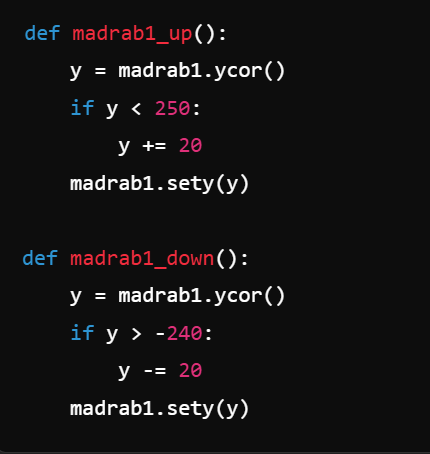 def madrab1_up():
    y = madrab1.ycor()
    if y < 250:
        y += 20
    madrab1.sety(y)

def madrab1_down():
    y = madrab1.ycor()
    if y > -240:
        y -= 20
    madrab1.sety(y)